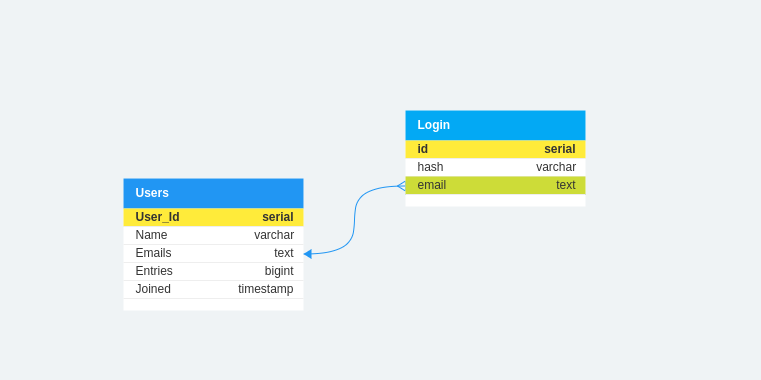 Login
id serial
hash varchar
email text
Users
User_Id serial
Name varchar
Emails text
Entries bigint
Joined timestamp